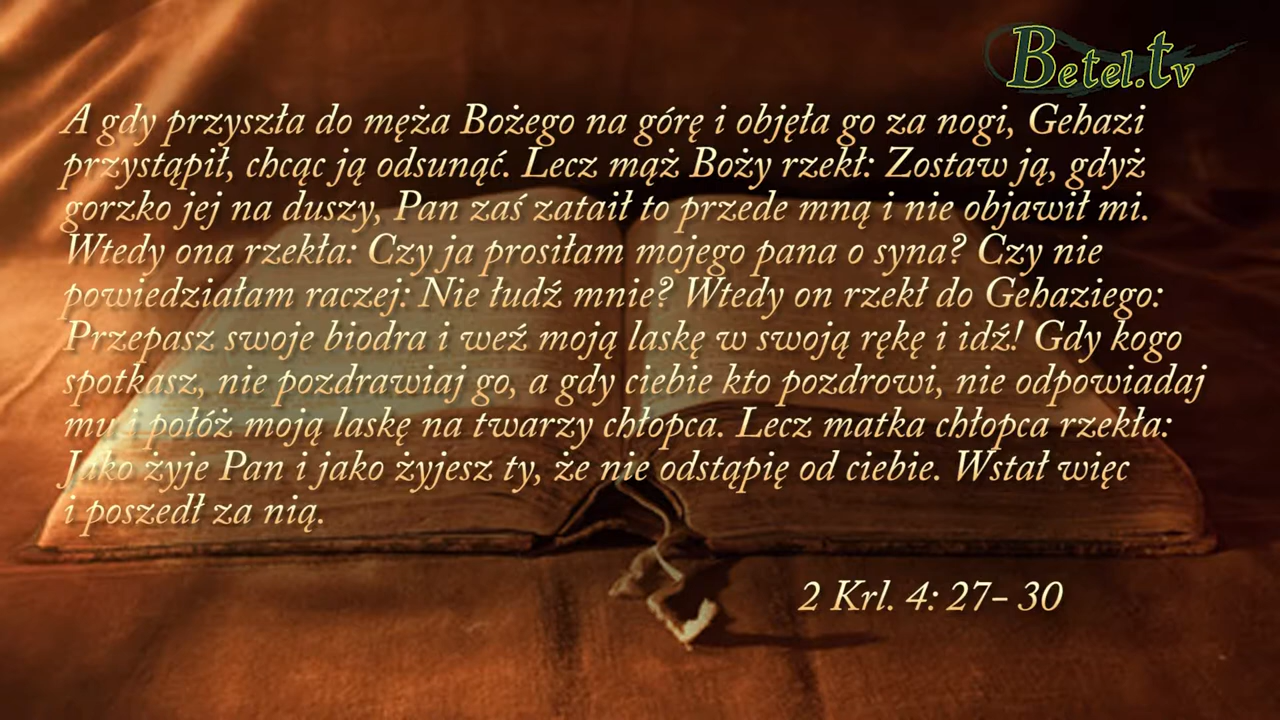 Betel.tv
A gdy przyszła do męża Bożego na górę i objęła go za nogi, Gehazi
przystąpił, chcąc ją odsunąć. Lecz mąż Boży rzekł: Zostaw ją, gdyż
gorzko jej na duszy, Pan zaś zataił to przede mną i nie objawił mi.
Wtedy ona rzekła: Czy ja prosiłam mojego pana o syna? Czy nie
powiedziałam raczej: Nie łudź mnie? Wtedy on rzekł do Gehaziego:
Przepasz swoje biodra i weź moją laskę w swoją rękę i idź! Gdy kogo
spotkasz, nie pozdrawiaj go, a gdy ciebie kto pozdrowi, nie odpowiadaj
mu i połóż moją laskę na twarzy chłopca. Lecz matka chłopca rzekła:
Jako żyje Pan i jako żyjesz ty, że nie odstąpię od ciebie. Wstał więc
i poszedł za nią.
2 Krl. 4: 27– 30